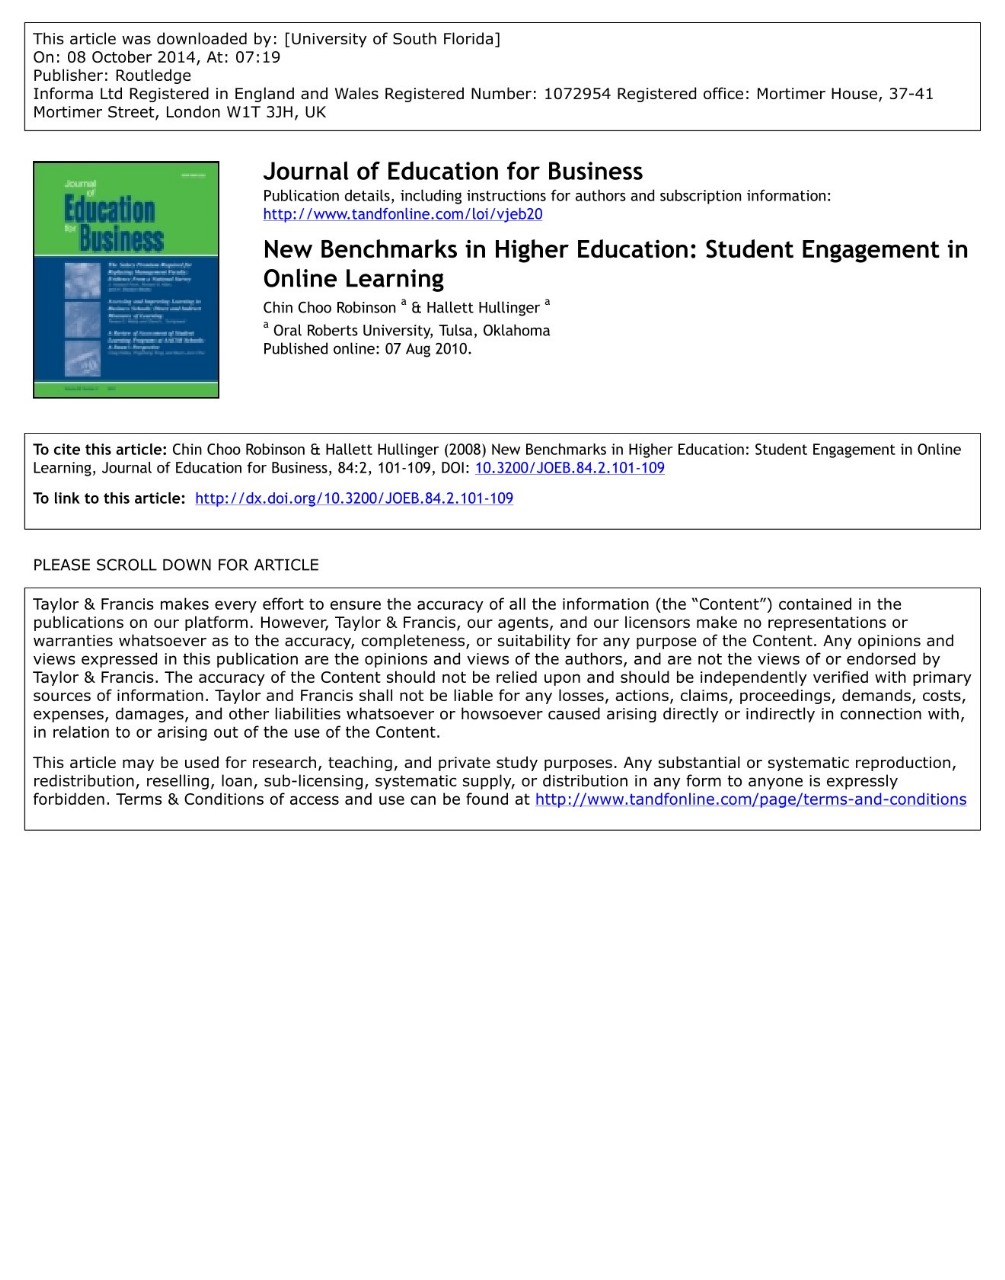 This article was downloaded by: [University of South Florida]
On: 08 October 2014, At: 07:19
Publisher: Routledge
Informa Ltd Registered in England and Wales Registered Number: 1072954 Registered office: Mortimer House, 37-41
Mortimer Street, London W1T 3JH, UK
Journal
of
Education
for
Business
Journal of Education for Business
Publication details, including instructions for authors and subscription information:
http://www.tandfonline.com/loi/vjeb20
New Benchmarks in Higher Education: Student Engagement in
Online Learning
Chin Choo Robinson a & Hallett Hullinger a
a Oral Roberts University, Tulsa, Oklahoma
Published online: 07 Aug 2010.
To cite this article: Chin Choo Robinson & Hallett Hullinger (2008) New Benchmarks in Higher Education: Student Engagement in Online
Learning, Journal of Education for Business, 84:2, 101-109, DOI: 10.3200/JOEB.84.2.101-109
To link to this article: http://dx.doi.org/10.3200/JOEB.84.2.101-109
PLEASE SCROLL DOWN FOR ARTICLE
Taylor & Francis makes every effort to ensure the accuracy of all the information (the “Content”) contained in the
publications on our platform. However, Taylor & Francis, our agents, and our licensors make no representations or
warranties whatsoever as to the accuracy, completeness, or suitability for any purpose of the Content. Any opinions and
views expressed in this publication are the opinions and views of the authors, and are not the views of or endorsed by
Taylor & Francis. The accuracy of the Content should not be relied upon and should be independently verified with primary
sources of information. Taylor and Francis shall not be liable for any losses, actions, claims, proceedings, demands, costs,
expenses, damages, and other liabilities whatsoever or howsoever caused arising directly or indirectly in connection with,
in relation to or arising out of the use of the Content.
This article may be used for research, teaching, and private study purposes. Any substantial or systematic reproduction,
redistribution, reselling, loan, sub-licensing, systematic supply, or distribution in any form to anyone is expressly
forbidden. Terms & Conditions of access and use can be found at http://www.tandfonline.com/page/terms-and-conditions